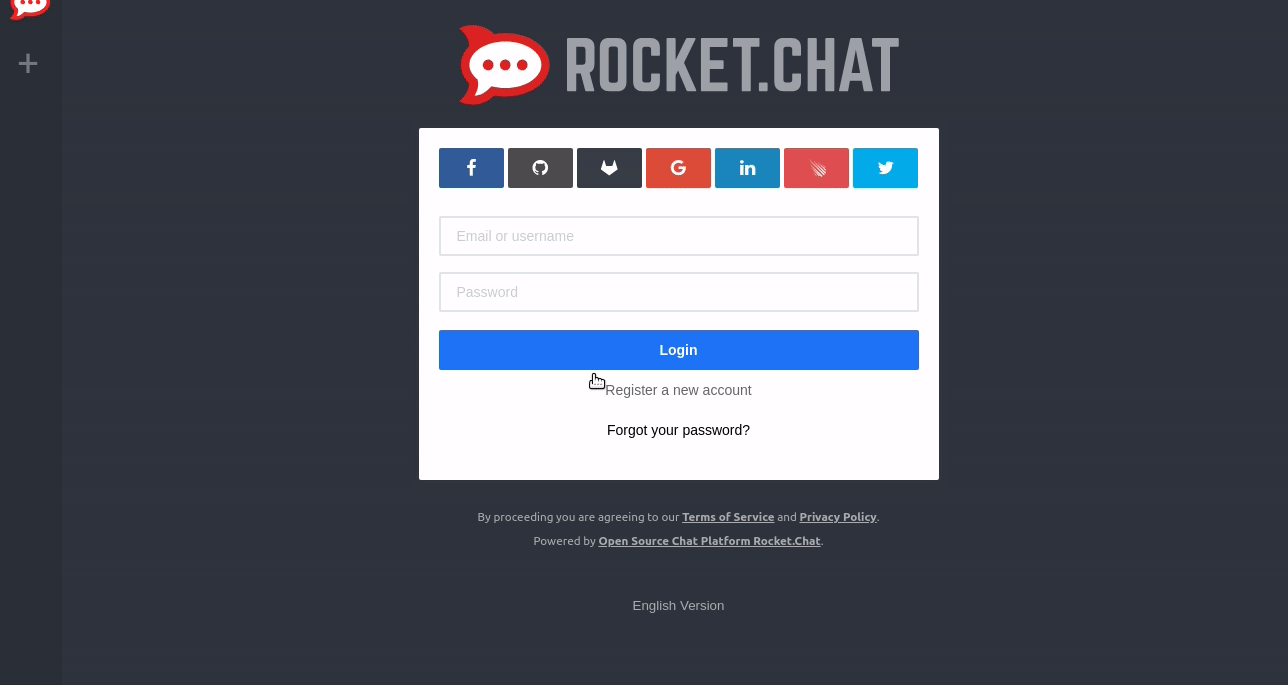 ROCKET.CHAT
Email or username
Password
Login
Register a new account
Forgot your password?
By proceeding you are agreeing to our Terms of Service and Privacy Policy.
Powered by Open Source Chat Platform Rocket.Chat.
English Version